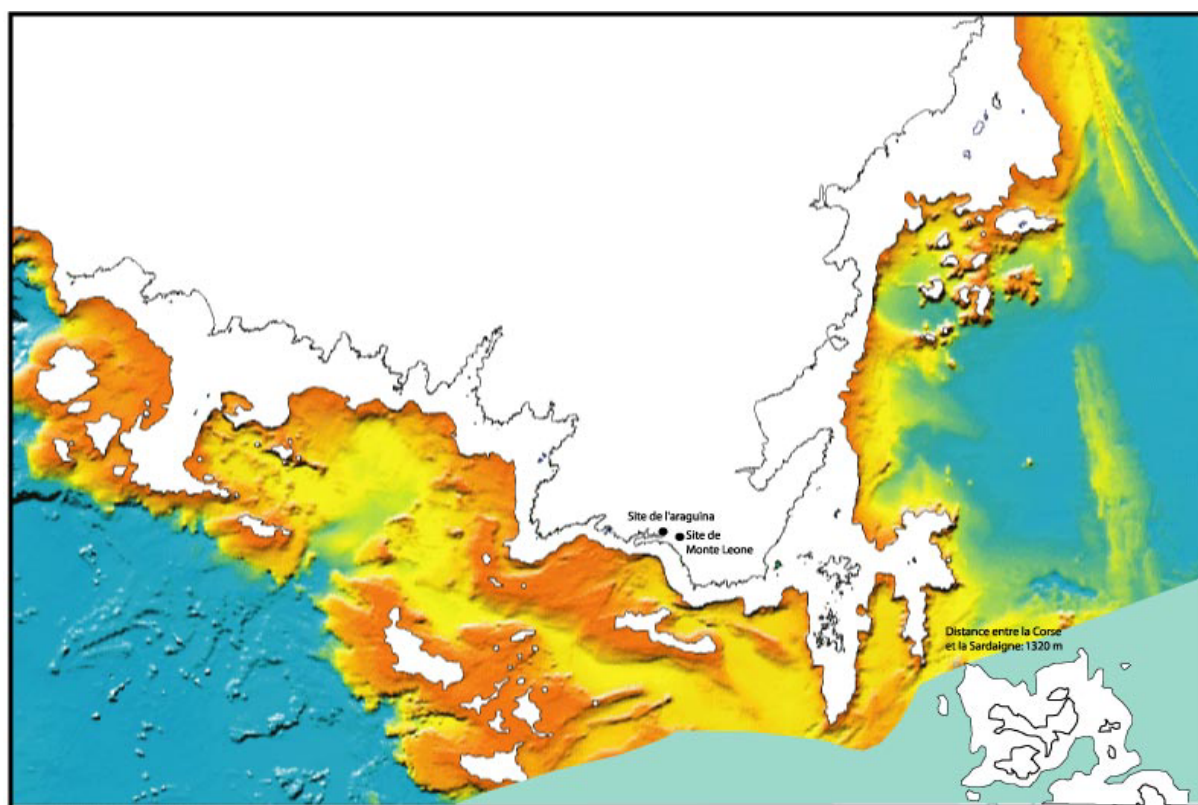 Site de l'araguina
Site de
Monte Leone
Distance entre la Corse
et la Sardaigne: 1320 m